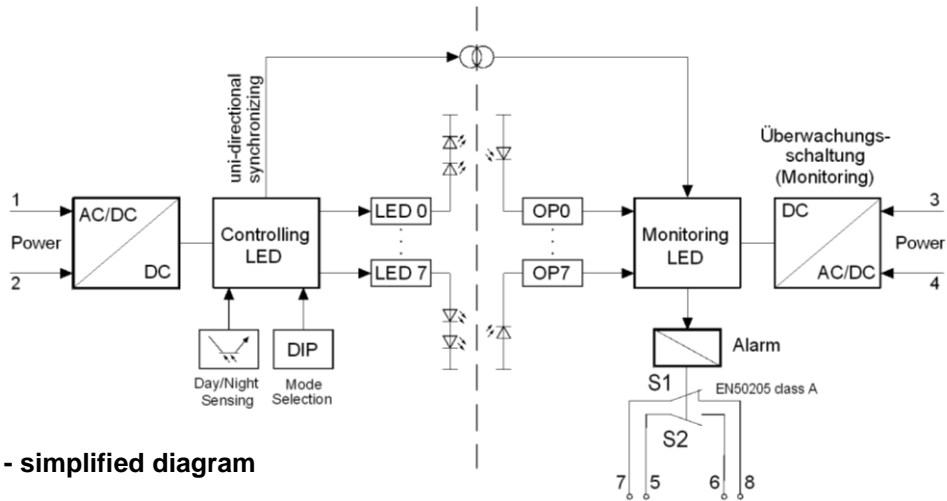 uni-directional
synchronizing
1
Power
2
AC/DC
DC
Controlling
LED
LED 0
LED 7
Day/Night
Sensing
DIP
Mode
Selection
OP0
OP7
Monitoring
LED
Überwachungs-
schaltung
(Monitoring)
DC
AC/DC
3
Power
4
Alarm
S1
EN50205 class A
S2
7
5
6
8
- simplified diagram